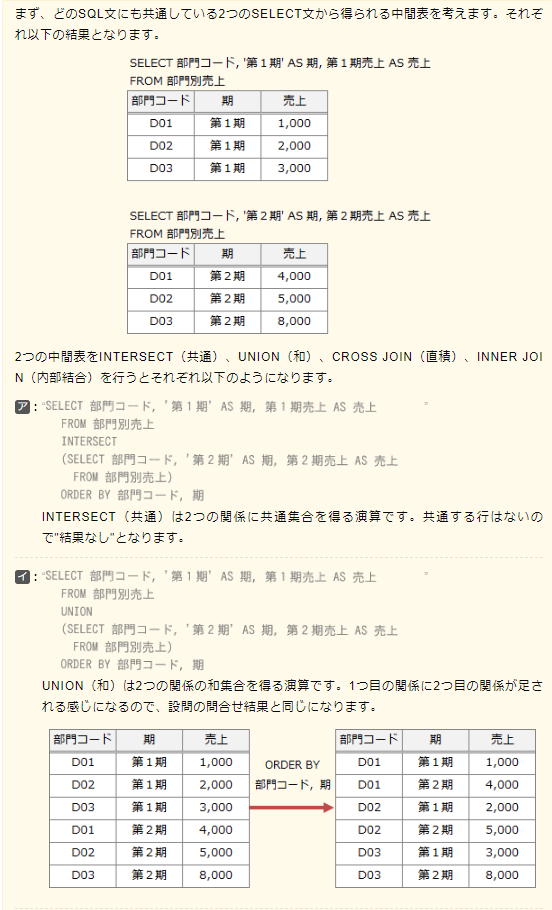 まず、どのSQL文にも共通している2つのSELECT文から得られる中間表を考えます。それぞ
れ以下の結果となります。
SELECT 部門コード, '第１期' AS 期, 第１期売上 AS 売上
FROM 部門別売上
部門コード 期 売上
D01 第１期 1,000
D02 第１期 2,000
D03 第１期 3,000
SELECT 部門コード, '第２期' AS 期, 第２期売上 AS 売上
FROM 部門別売上
部門コード 期 売上
D01 第２期 4,000
D02 第２期 5,000
D03 第２期 8,000
2つの中間表をINTERSECT（共通）、UNION（和）、CROSS JOIN（直積）、INNER JOI
N（内部結合）を行うとそれぞれ以下のようになります。
ア：“SELECT 部門コード, '第１期' AS 期, 第１期売上 AS 売上 ”
FROM 部門別売上
INTERSECT
(SELECT 部門コード, '第２期' AS 期, 第２期売上 AS 売上
FROM 部門別売上)
ORDER BY 部門コード, 期
INTERSECT（共通）は2つの関係に共通集合を得る演算です。共通する行はないの
で"結果なし"となります。
イ：“SELECT 部門コード, '第１期' AS 期, 第１期売上 AS 売上 ”
FROM 部門別売上
UNION
(SELECT 部門コード, '第２期' AS 期, 第２期売上 AS 売上
FROM 部門別売上)
ORDER BY 部門コード, 期
UNION（和）は2つの関係の和集合を得る演算です。1つ目の関係に2つ目の関係が足さ
れる感じになるので、設問の問合せ結果と同じになります。
部門コード 期 売上
D01 第１期 1,000
D02 第１期 2,000
D03 第１期 3,000
D01 第２期 4,000
D02 第２期 5,000
D03 第２期 8,000
ORDER BY
部門コード, 期
部門コード 期 売上
D01 第１期 1,000
D01 第２期 4,000
D02 第１期 2,000
D02 第２期 5,000
D03 第１期 3,000
D03 第２期 8,000